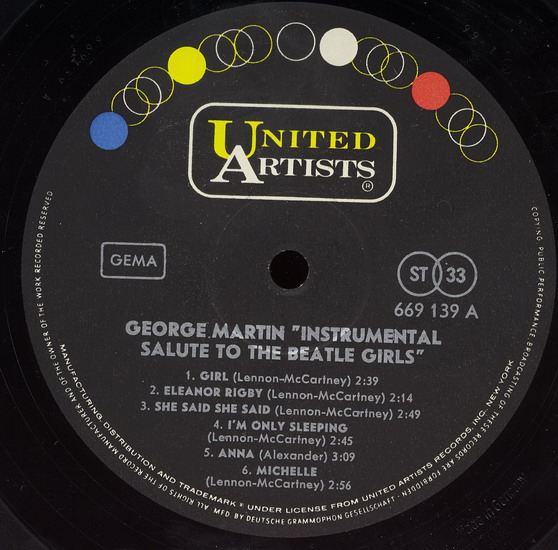 UNITED
ARTISTS
®
GEMA
ST 33
669 139 A
GEORGE MARTIN "INSTRUMENTAL
SALUTE TO THE BEATLE GIRLS"
1. GIRL (Lennon-McCartney) 2:39
2. ELEANOR RIGBY (Lennon-McCartney) 2:14
3. SHE SAID SHE SAID (Lennon-McCartney) 2:49
4. I'M ONLY SLEEPING
(Lennon-McCartney) 2:45
5. ANNA (Alexander) 3:09
6. MICHELLE
(Lennon-McCartney) 2:56
MANUFACTURING, DISTRIBUTION AND TRADEMARK ® UNDER LICENSE FROM UNITED ARTISTS RECORDS, INC. NEW YORK
ALL RIGHTS OF THE RECORD MANUFACTURER AND OF THE OWNER OF THE WORK RECORDED RESERVED
COPYING, PUBLIC PERFORMANCE, BROADCASTING OF THESE RECORDS ARE FORBIDDEN - MFD BY DEUTSCHE GRAMMOPHON GESELLSCHAFT